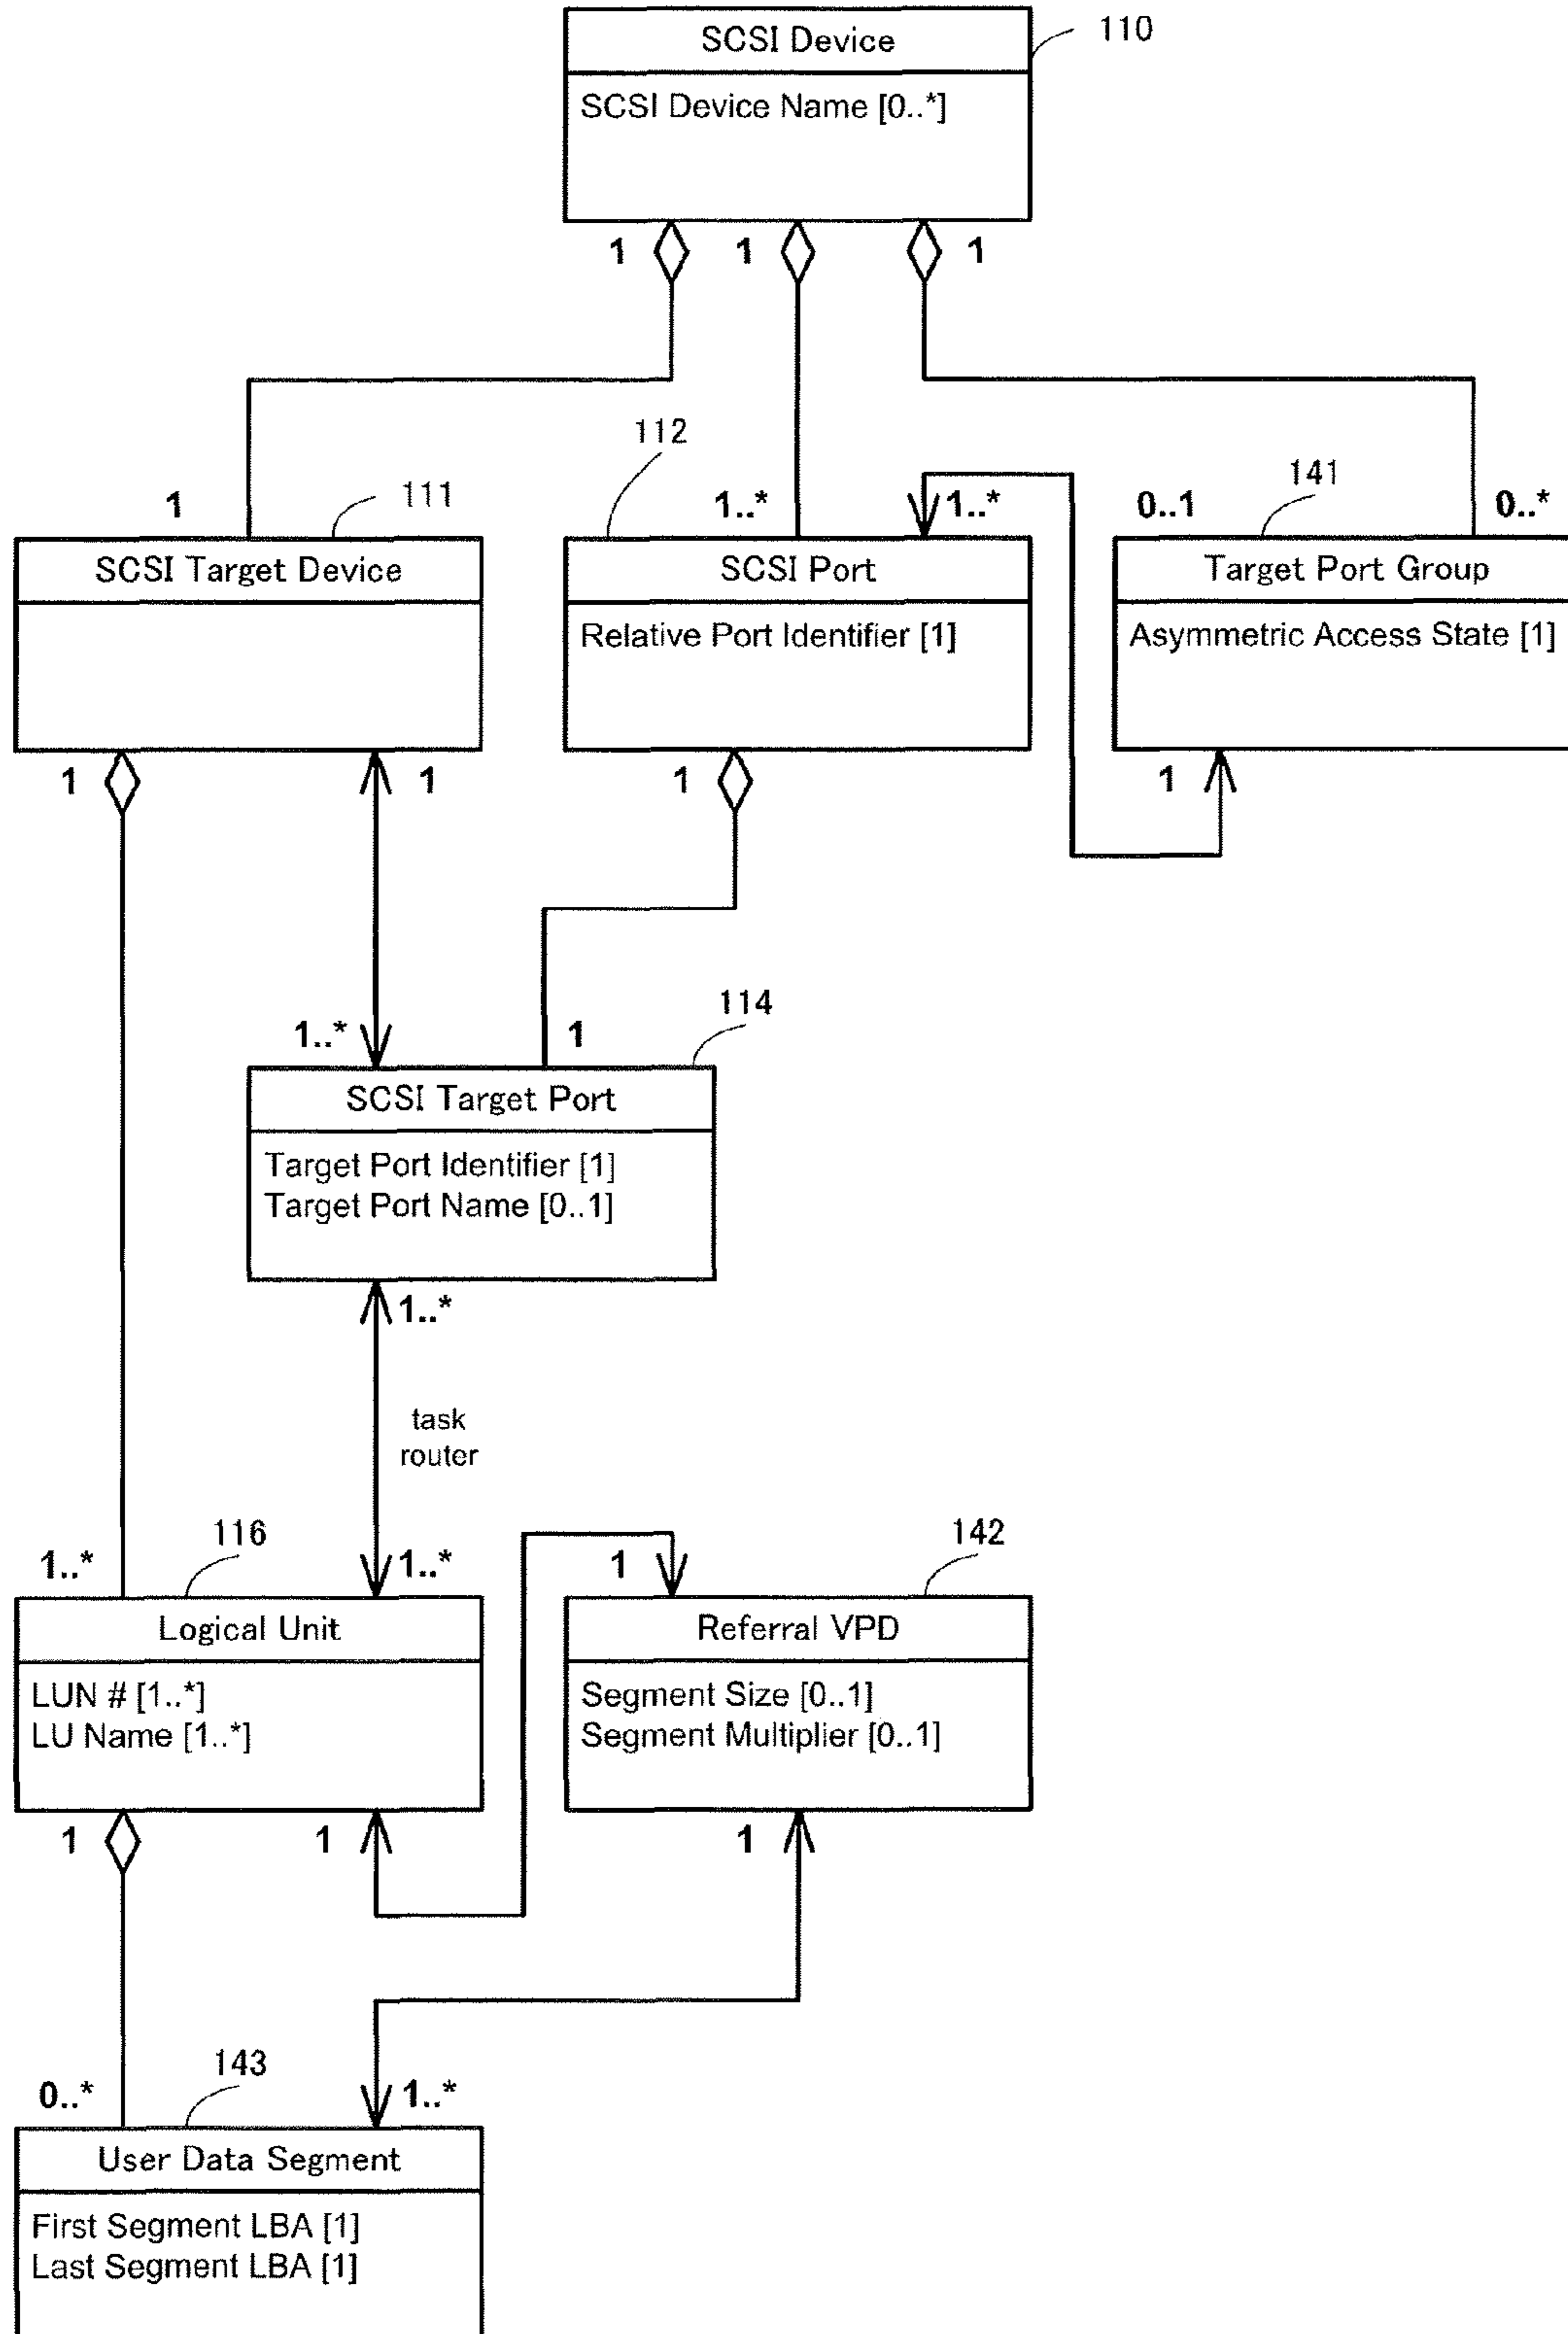 SCSI Device
110
SCSI Device Name [0..*]
1
1
1
112
141
1
111
1..*
1..*
0..1
0..*
SCSI Target Device
SCSI Port
Relative Port Identifier [1]
Target Port Group
Asymmetric Access State [1]
1
1
1
1
114
1..*
1
SCSI Target Port
Target Port Identifier [1]
Target Port Name [0..1]
1..*
task
router
116
142
1..*
1..*
1
Logical Unit
LUN # [1..*]
LU Name [1..*]
Referral VPD
Segment Size [0..1]
Segment Multiplier [0..1]
1
1
1
143
0..*
1..*
User Data Segment
First Segment LBA [1]
Last Segment LBA [1]